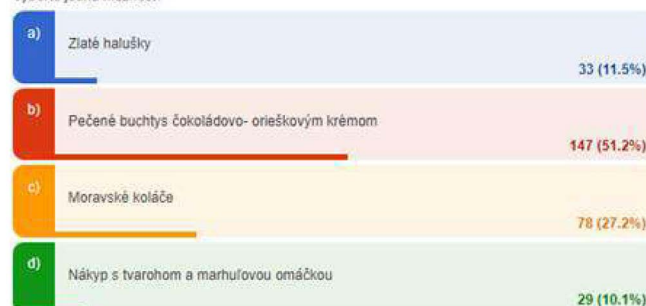 a)
Zlaté halušky
33 (11.5%)
b)
Pečené buchtys čokoládovo- orieškovým krémom
147 (51.2%)
c)
Moravské koláče
78 (27.2%)
d)
Nákyp s tvarohom a marhuľovou omáčkou
29 (10.1%)